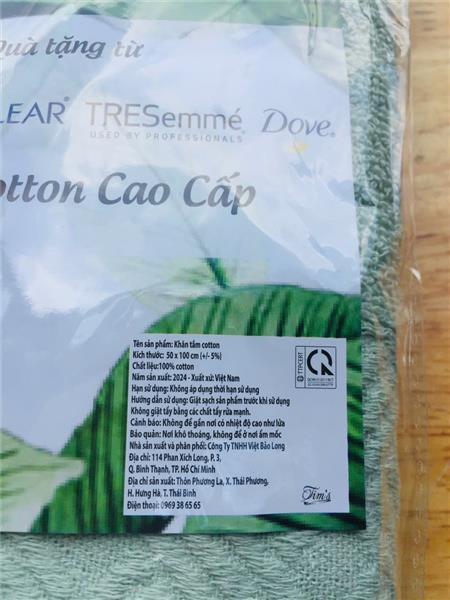 Quà tặng từ
LEAR® TRESemmé Dove®
USED BY PROFESSIONALS
otton Cao Cấp
Tên sản phẩm: Khăn tắm cotton
Kích thước: 50 x 100 cm (+/- 5%)
Chất liệu:100% cotton
Năm sản xuất: 2024 - Xuất xứ: Việt Nam
Hạn sử dụng: Không áp dụng thời hạn sử dụng
Hướng dẫn sử dụng: Giặt sạch sản phẩm trước khi sử dụng
Không giặt tẩy bằng các chất tẩy rửa mạnh.
Cảnh báo: Không để gần nơi có nhiệt độ cao như lửa
Bảo quản: Nơi khô thoáng, không để ở nơi ẩm mốc
Nhà sản xuất và phân phối: Công Ty TNHH Việt Bảo Long
Địa chỉ: 114 Phan Xích Long, P. 3,
Q. Bình Thạnh, TP. Hồ Chí Minh
Địa chỉ sản xuất: Thôn Phương La, X. Thái Phương,
H. Hưng Hà, T. Thái Bình
Điện thoại: 0969 38 65 65
TTPCERT
Tim's